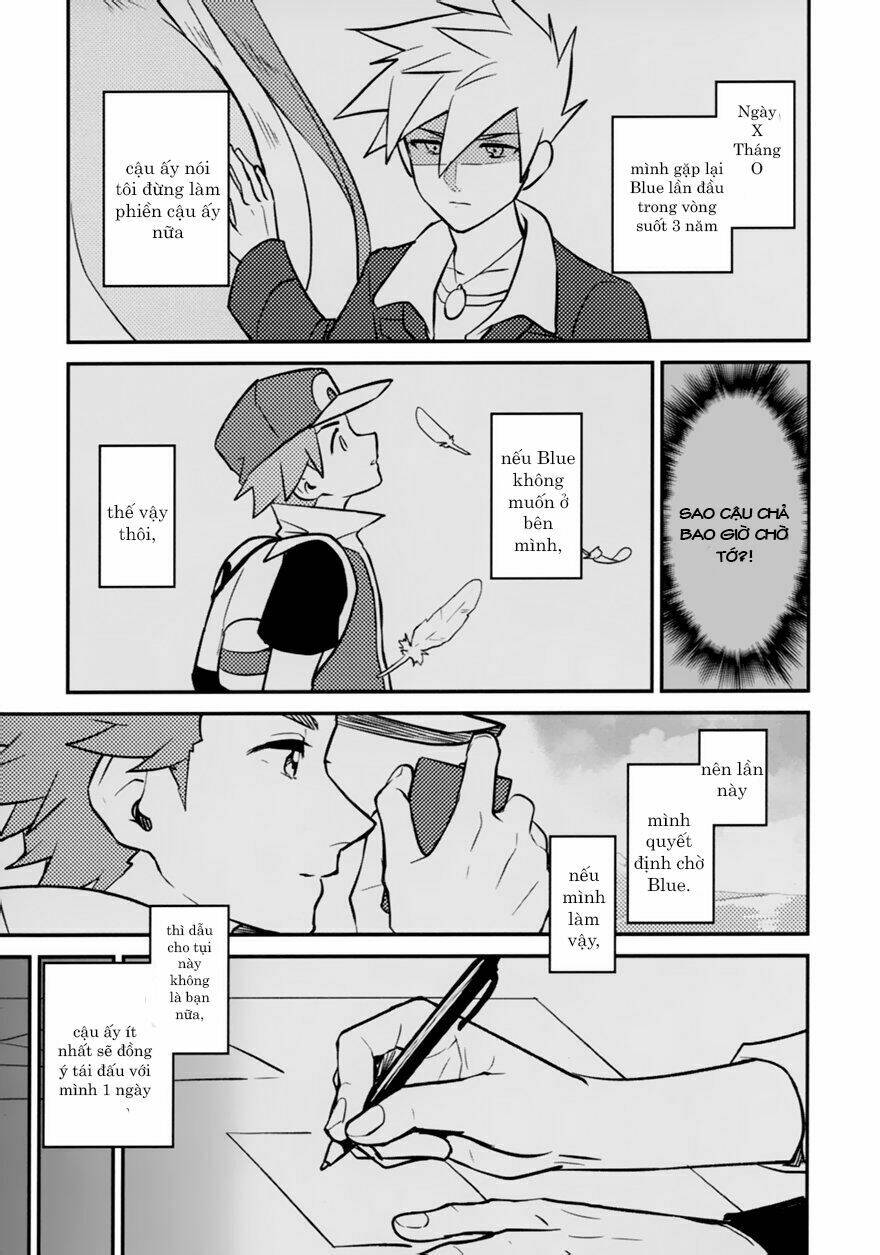 Ngày
X
Tháng
O
mình gặp lại
Blue lần đầu
trong vòng
suốt 3 năm
cậu ấy nói
tôi đừng làm
phiền cậu ấy
nữa
SAO CẬU CHẢ
BAO GIỜ CHỜ
TỚ?!
nếu Blue
không
muốn ở
bên
mình,
thế vậy
thôi,
nên lần
này
mình
quyết
định chờ
Blue.
nếu
mình
làm
vậy,
thì dẫu
cho tụi
này
không
là bạn
nữa,
cậu ấy ít
nhất sẽ đồng
ý tái đấu với
mình 1 ngày